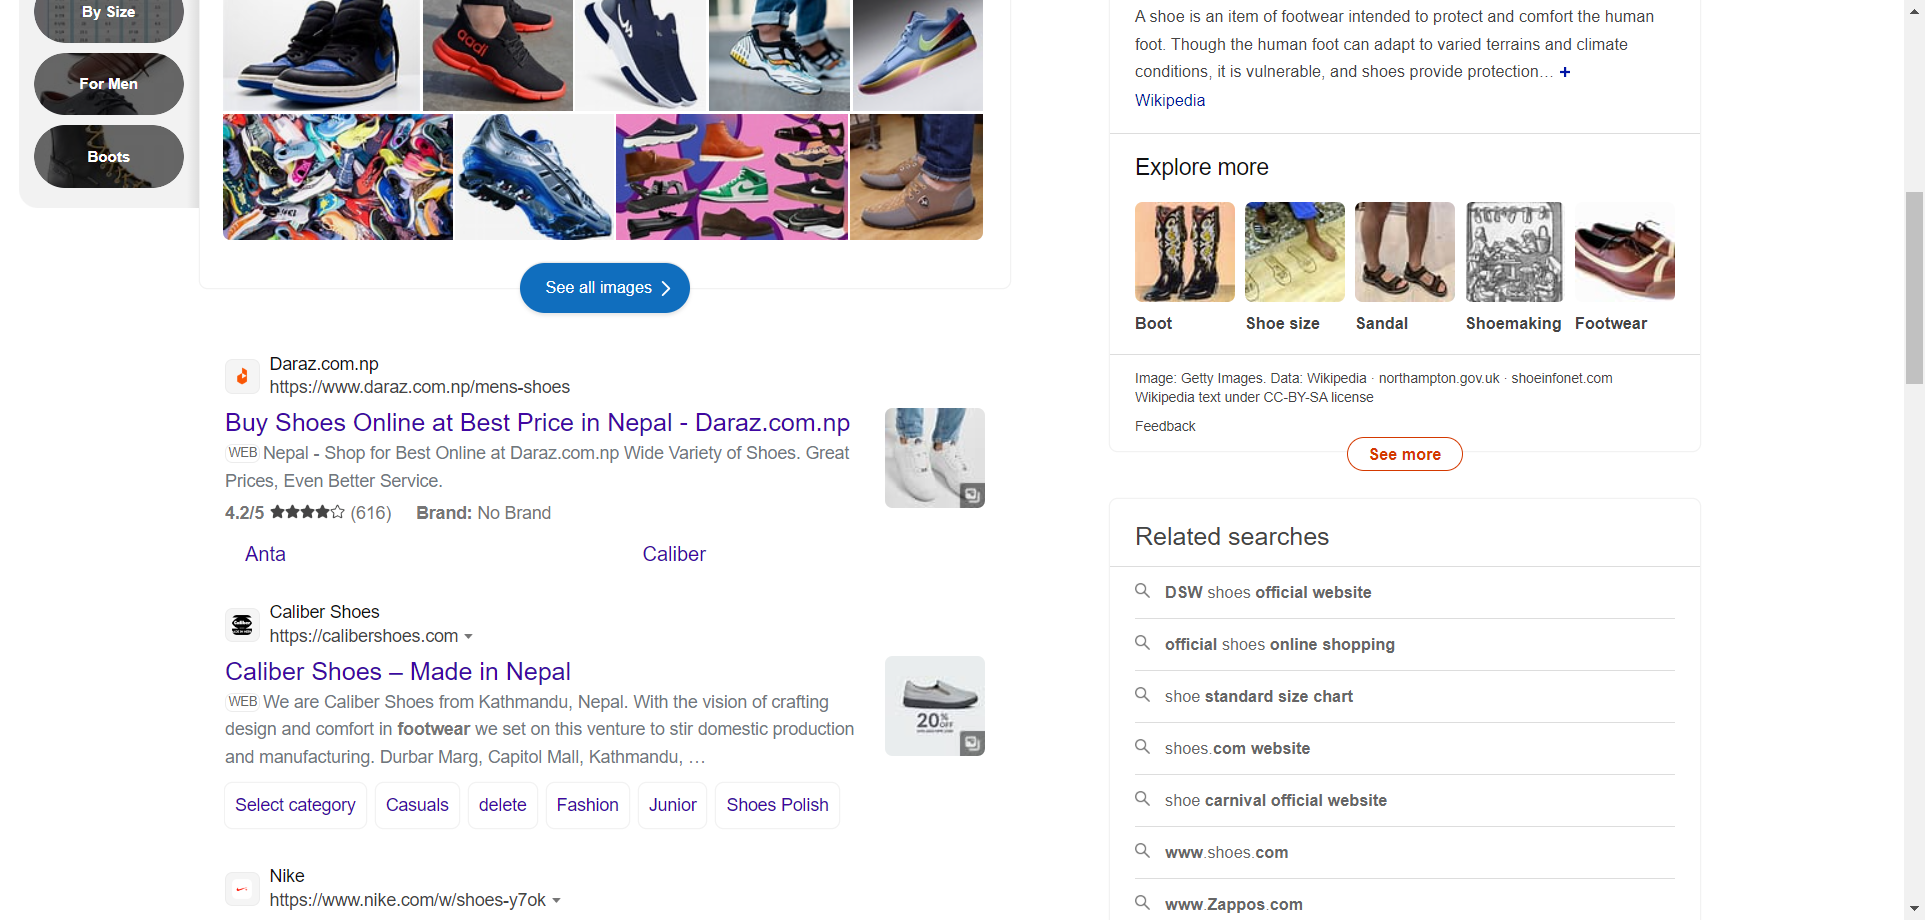 By Size
For Men
Boots
aadi
See all images
Daraz.com.np
https://www.daraz.com.np/mens-shoes
Buy Shoes Online at Best Price in Nepal - Daraz.com.np
WEB Nepal - Shop for Best Online at Daraz.com.np Wide Variety of Shoes. Great
Prices, Even Better Service.
4.2/5 (616) Brand: No Brand
Anta Caliber
Caliber Shoes
https://calibershoes.com
Caliber Shoes – Made in Nepal
WEB We are Caliber Shoes from Kathmandu, Nepal. With the vision of crafting
design and comfort in footwear we set on this venture to stir domestic production
and manufacturing. Durbar Marg, Capitol Mall, Kathmandu, …
20% OFF
Select category Casuals delete Fashion Junior Shoes Polish
Nike
https://www.nike.com/w/shoes-y7ok
A shoe is an item of footwear intended to protect and comfort the human
foot. Though the human foot can adapt to varied terrains and climate
conditions, it is vulnerable, and shoes provide protection… +
Wikipedia
Explore more
Boot Shoe size Sandal Shoemaking Footwear
Image: Getty Images. Data: Wikipedia · northampton.gov.uk · shoeinfonet.com
Wikipedia text under CC-BY-SA license
Feedback
See more
Related searches
DSW shoes official website
official shoes online shopping
shoe standard size chart
shoes.com website
shoe carnival official website
www.shoes.com
www.Zappos.com